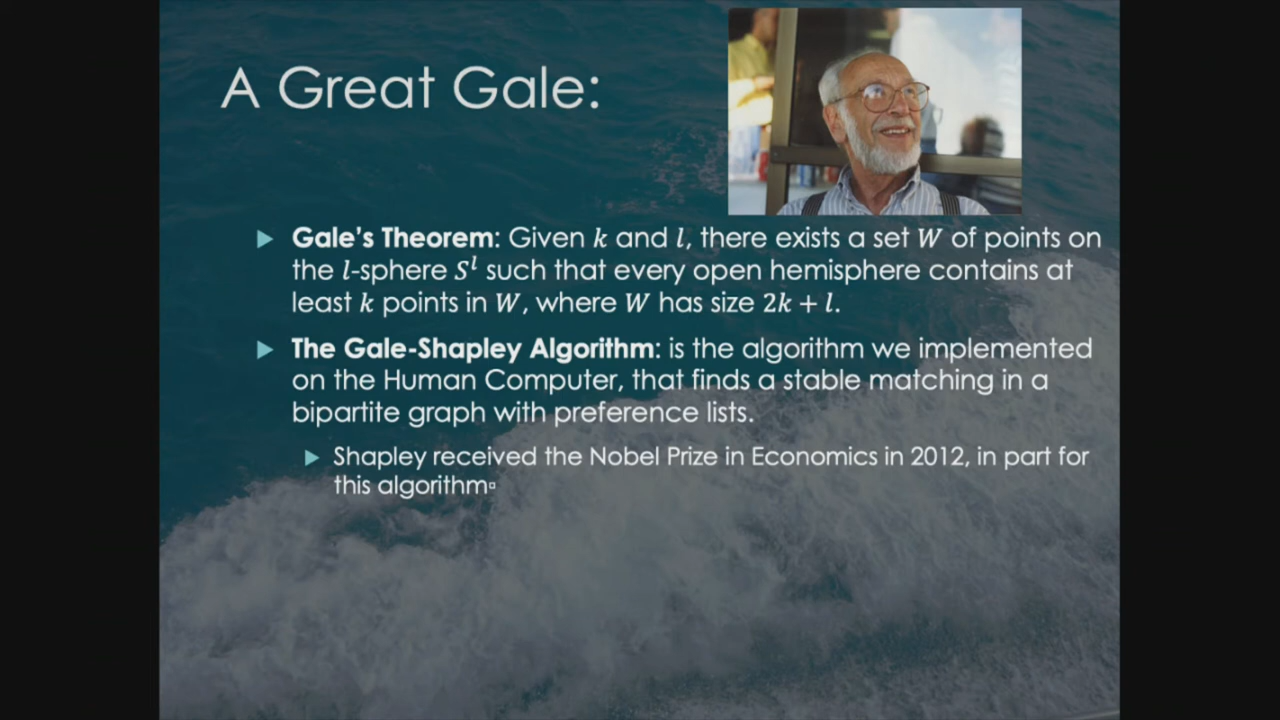 A Great Gale:
▶ Gale's Theorem: Given k and l, there exists a set W of points on
the l-sphere Sˡ such that every open hemisphere contains at
least k points in W, where W has size 2k + l.
▶ The Gale-Shapley Algorithm: is the algorithm we implemented
on the Human Computer, that finds a stable matching in a
bipartite graph with preference lists.
▶ Shapley received the Nobel Prize in Economics in 2012, in part for
this algorithm▫